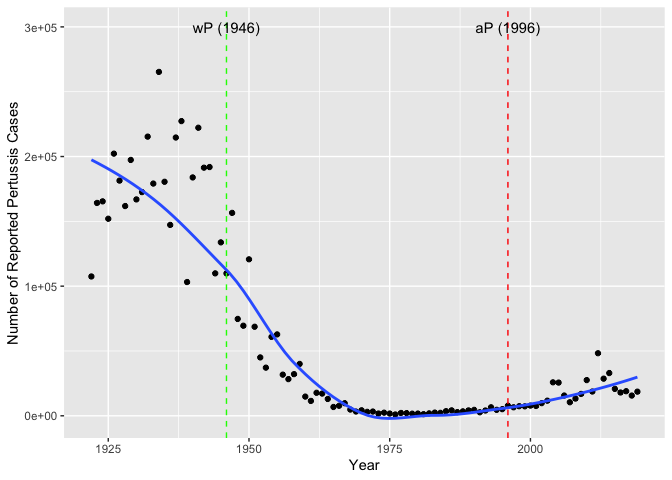 wP (1946) aP (1996)
3e+05
2e+05
1e+05
0e+00
Number of Reported Pertussis Cases
1925 1950 1975 2000
Year